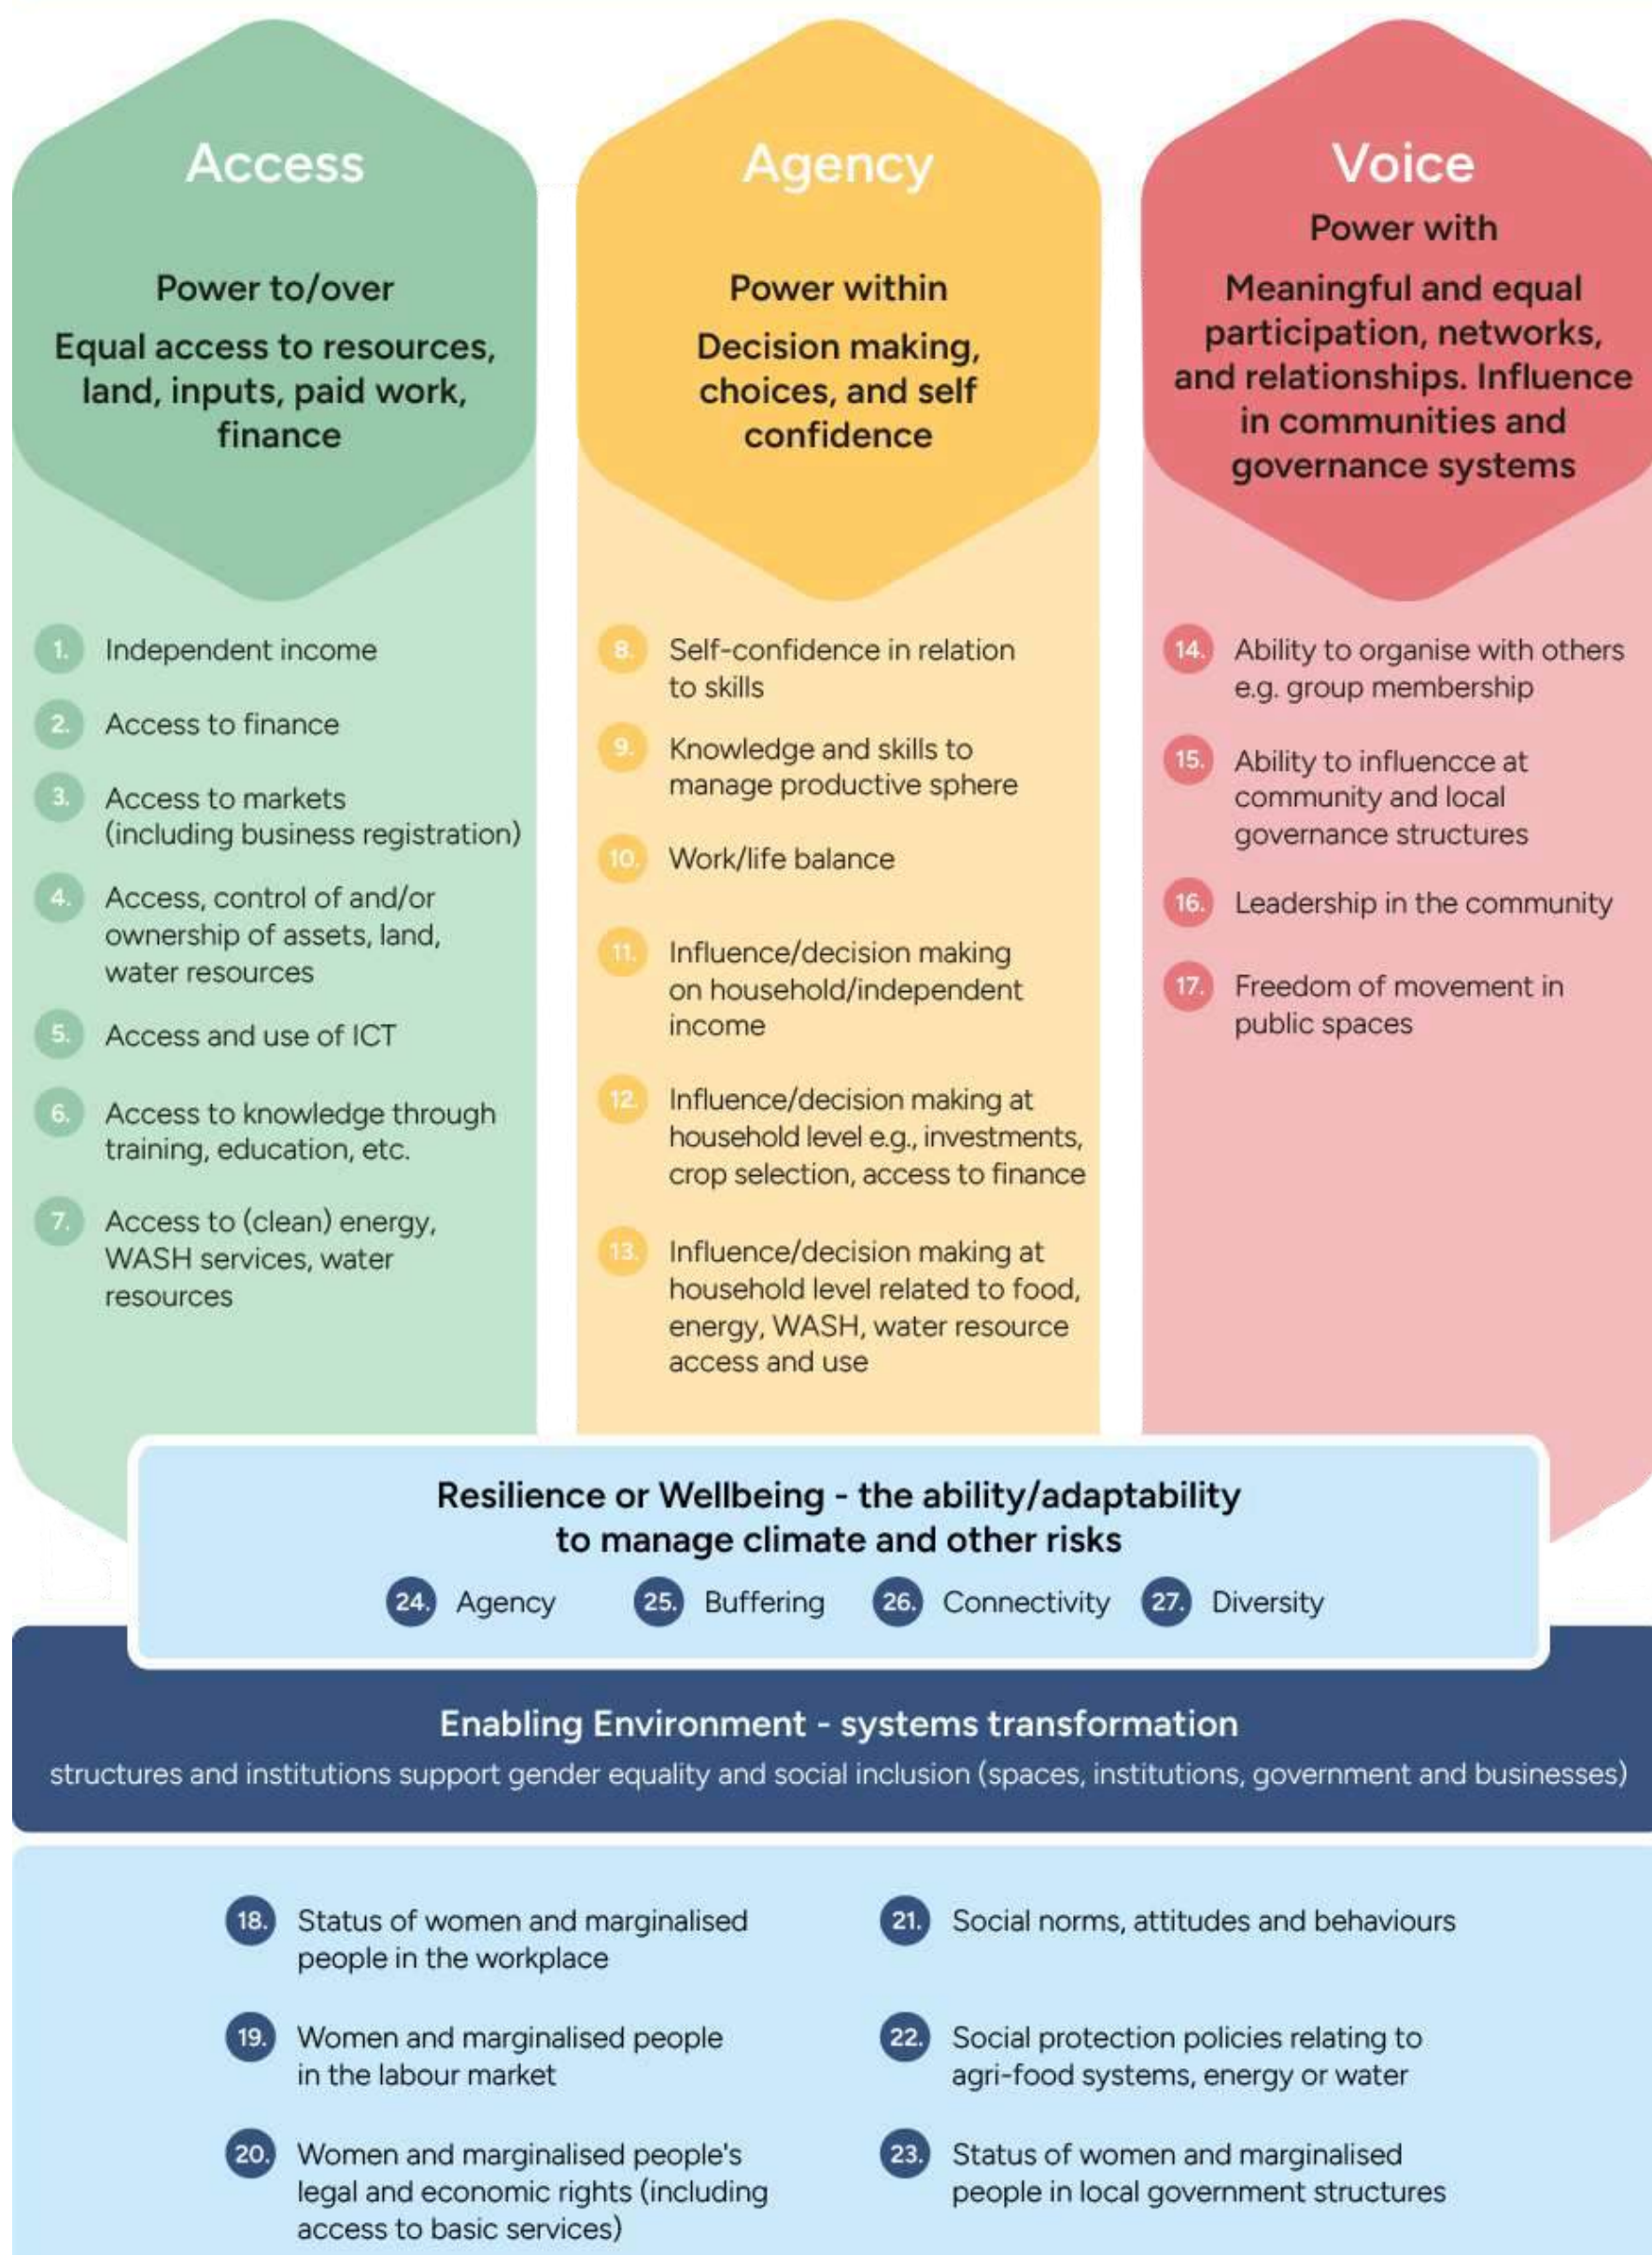 Access
Power to/over
Equal access to resources,
land, inputs, paid work,
finance
1. Independent income
2. Access to finance
3. Access to markets
(including business registration)
4. Access, control of and/or
ownership of assets, land,
water resources
5. Access and use of ICT
6. Access to knowledge through
training, education, etc.
7. Access to (clean) energy,
WASH services, water
resources
Agency
Power within
Decision making,
choices, and self
confidence
8. Self-confidence in relation
to skills
9. Knowledge and skills to
manage productive sphere
10. Work/life balance
11. Influence/decision making
on household/independent
income
12. Influence/decision making at
household level e.g., investments,
crop selection, access to finance
13. Influence/decision making at
household level related to food,
energy, WASH, water resource
access and use
Voice
Power with
Meaningful and equal
participation, networks,
and relationships. Influence
in communities and
governance systems
14. Ability to organise with others
e.g. group membership
15. Ability to influencce at
community and local
governance structures
16. Leadership in the community
17. Freedom of movement in
public spaces
Resilience or Wellbeing - the ability/adaptability
to manage climate and other risks
24. Agency 25. Buffering 26. Connectivity 27. Diversity
Enabling Environment - systems transformation
structures and institutions support gender equality and social inclusion (spaces, institutions, government and businesses)
18. Status of women and marginalised
people in the workplace
19. Women and marginalised people
in the labour market
20. Women and marginalised people's
legal and economic rights (including
access to basic services)
21. Social norms, attitudes and behaviours
22. Social protection policies relating to
agri-food systems, energy or water
23. Status of women and marginalised
people in local government structures